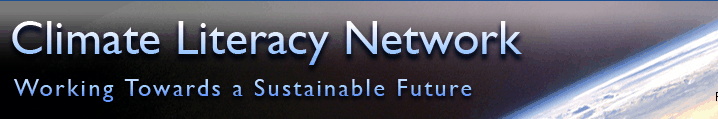 Climate Literacy Network
Working Towards a Sustainable Future